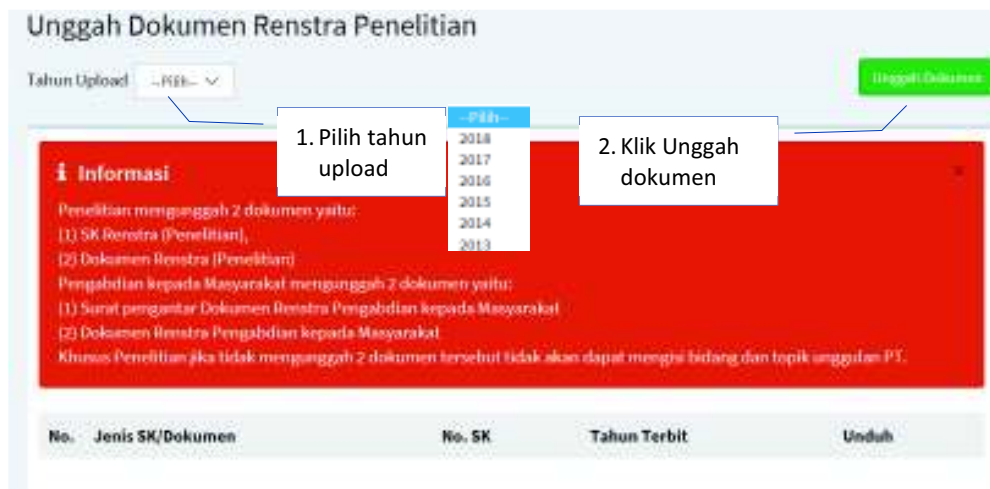 Unggah Dokumen Renstra Penelitian
Tahun Upload --Pilih--
Unggah Dokumen
1. Pilih tahun
upload
--Pilih--
2018
2017
2016
2015
2014
2013
2. Klik Unggah
dokumen
i Informasi
Penelitian mengunggah 2 dokumen yaitu:
(1) SK Renstra (Penelitian),
(2) Dokumen Renstra (Penelitian)
Pengabdian kepada Masyarakat mengunggah 2 dokumen yaitu:
(1) Surat pengantar Dokumen Renstra Pengabdian kepada Masyarakat
(2) Dokumen Renstra Pengabdian kepada Masyarakat
Khusus Penelitian jika tidak mengunggah 2 dokumen tersebut tidak akan dapat mengisi bidang dan topik unggulan PT.
No. Jenis SK/Dokumen No. SK Tahun Terbit Unduh